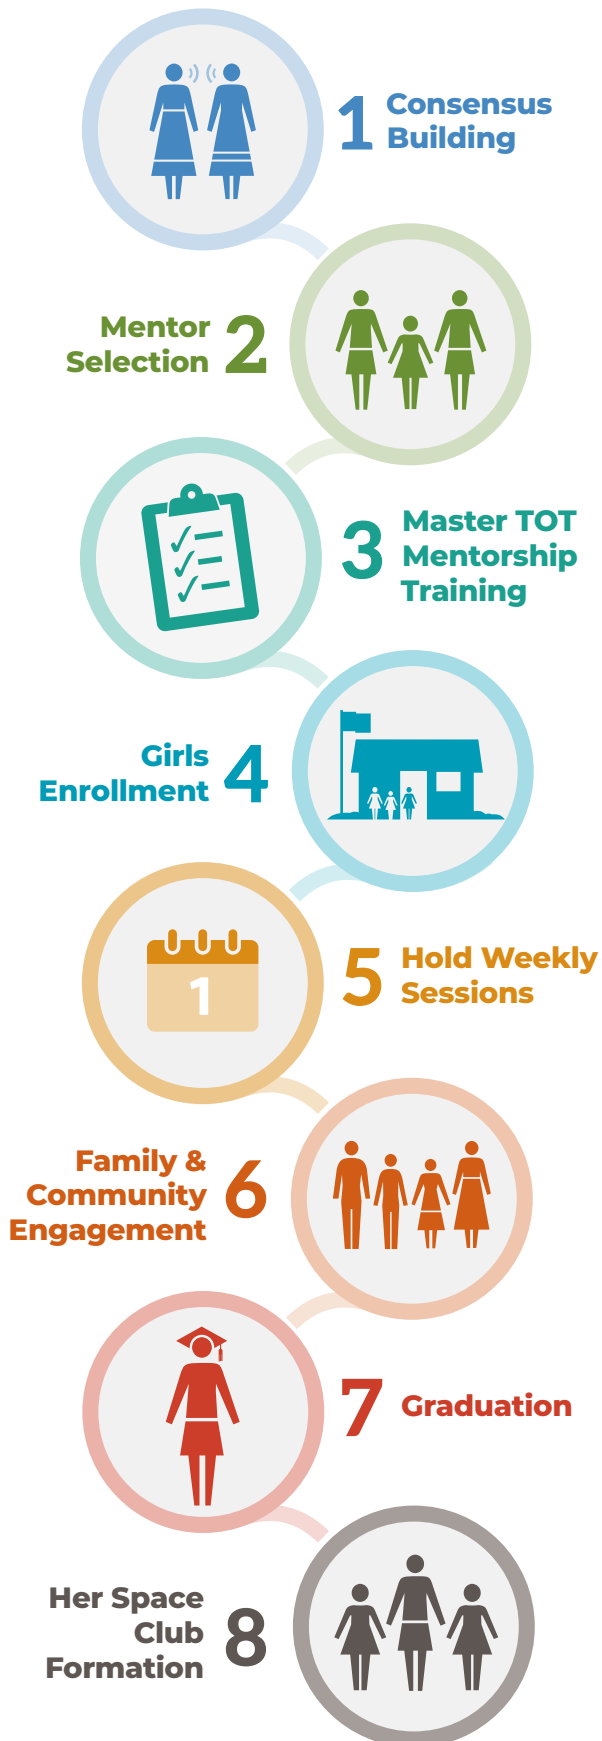 1
Consensus
Building
Mentor
Selection
2
3
Master TOT
Mentorship
Training
Girls
Enrollment
4
1
5
Hold Weekly
Sessions
Family &
Community
Engagement
6
7
Graduation
Her Space
Club
Formation
8